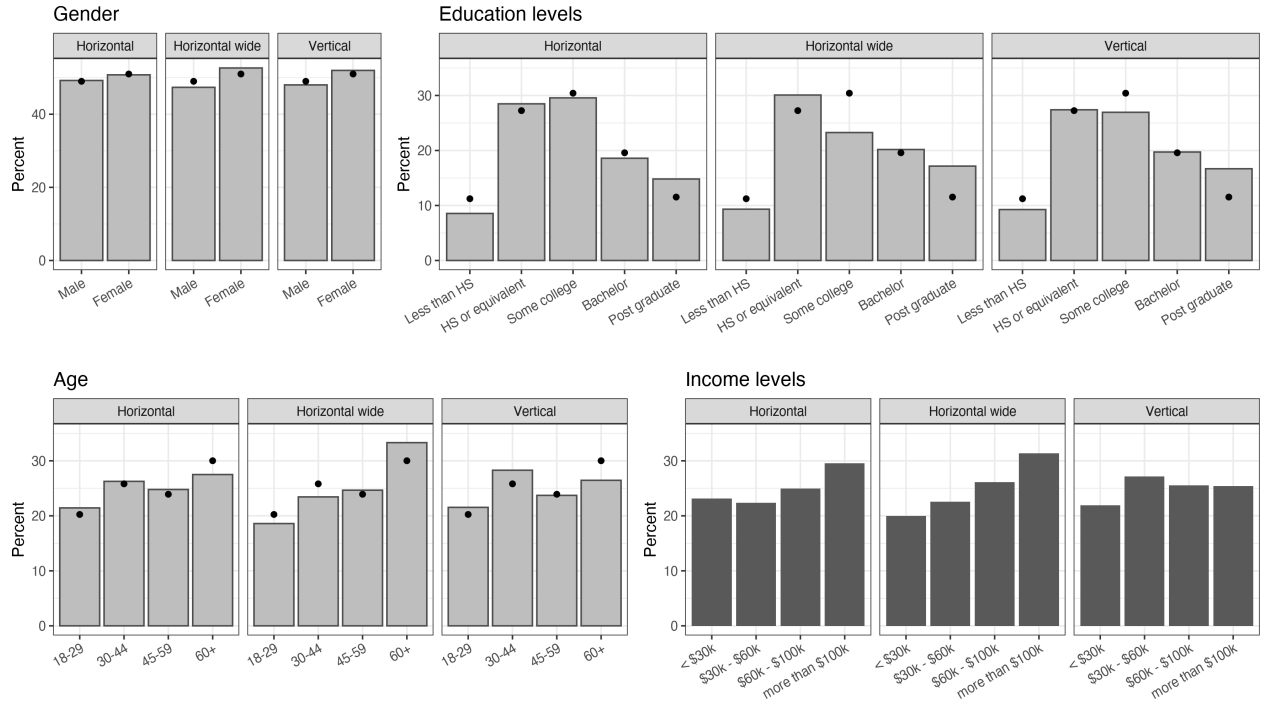 Gender
Horizontal
Horizontal wide
Vertical
Percent
40
20
0
Male
Female
Male
Female
Male
Female
Education levels
Horizontal
Horizontal wide
Vertical
Percent
30
20
10
0
Less than HS
HS or equivalent
Some college
Bachelor
Post graduate
Less than HS
HS or equivalent
Some college
Bachelor
Post graduate
Less than HS
HS or equivalent
Some college
Bachelor
Post graduate
Age
Horizontal
Horizontal wide
Vertical
Percent
30
20
10
0
18-29
30-44
45-59
60+
18-29
30-44
45-59
60+
18-29
30-44
45-59
60+
Income levels
Horizontal
Horizontal wide
Vertical
Percent
30
20
10
0
< $30k
$30k - $60k
$60k - $100k
more than $100k
< $30k
$30k - $60k
$60k - $100k
more than $100k
< $30k
$30k - $60k
$60k - $100k
more than $100k